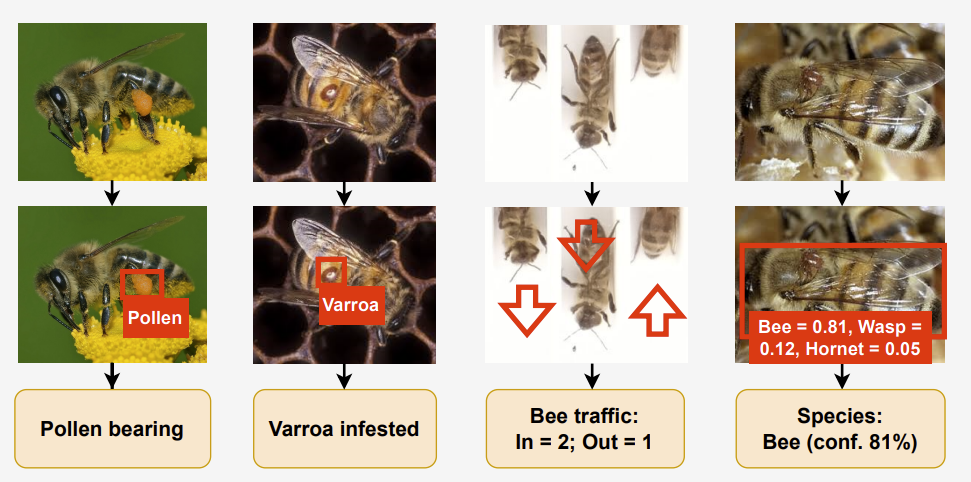 Pollen
Varroa
Bee = 0.81, Wasp =
0.12, Hornet = 0.05
Pollen bearing
Varroa infested
Bee traffic:
In = 2; Out = 1
Species:
Bee (conf. 81%)